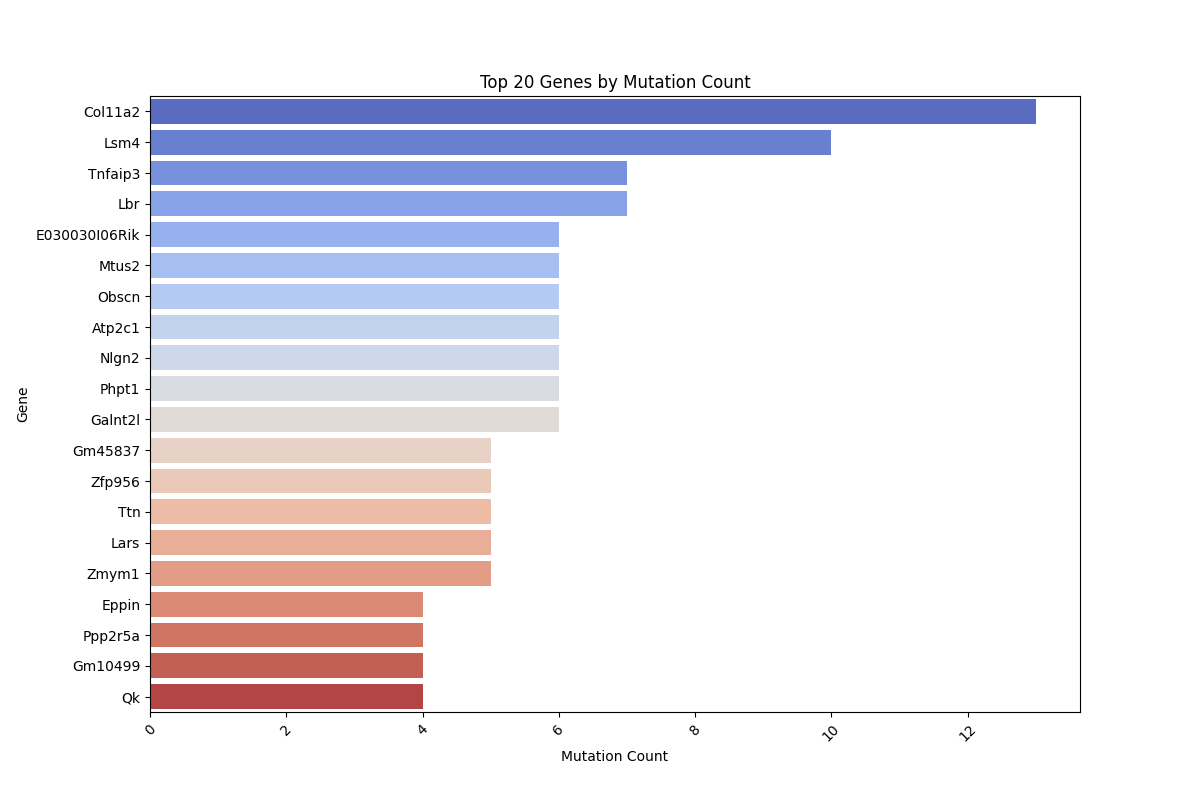 Top 20 Genes by Mutation Count
Col11a2
Lsm4
Tnfaip3
Lbr
E030030I06Rik
Mtus2
Obscn
Atp2c1
Nlgn2
Phpt1
Galnt2l
Gm45837
Zfp956
Ttn
Lars
Zmym1
Eppin
Ppp2r5a
Gm10499
Qk
Gene
0 2 4 6 8 10 12
Mutation Count